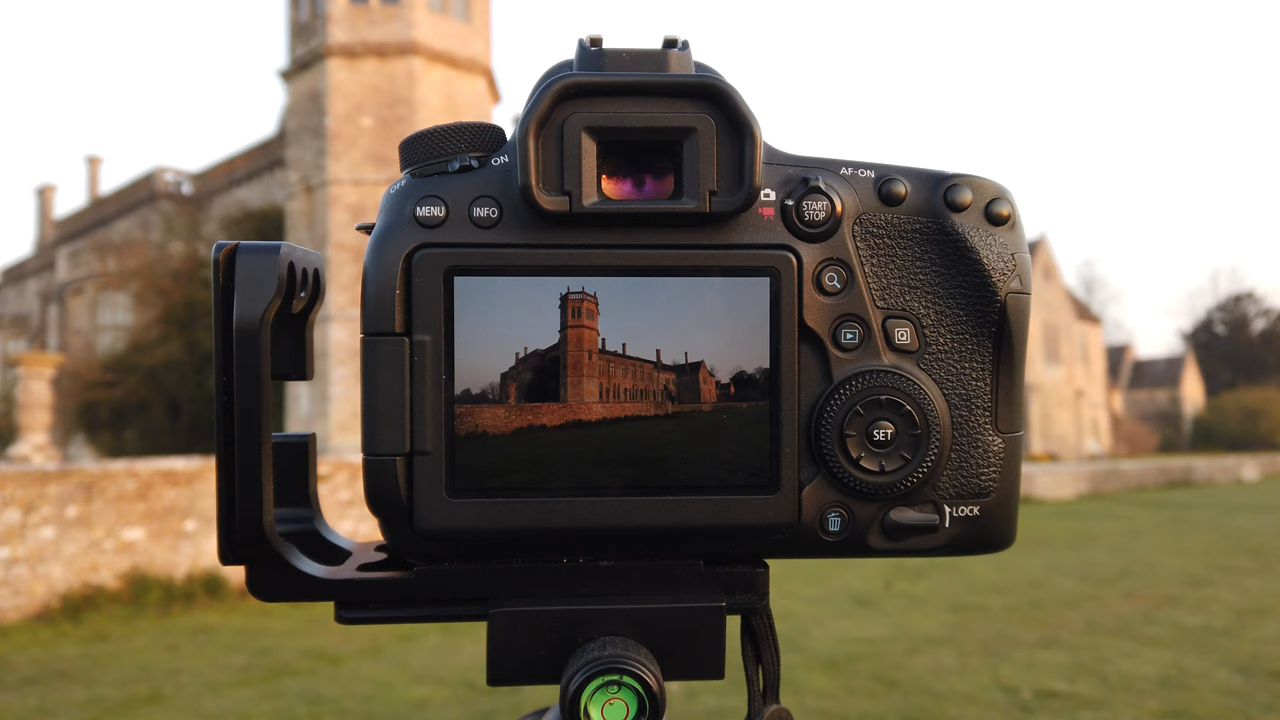 ON
OFF
MENU
INFO
AF-ON
START
STOP
Q
SET
LOCK